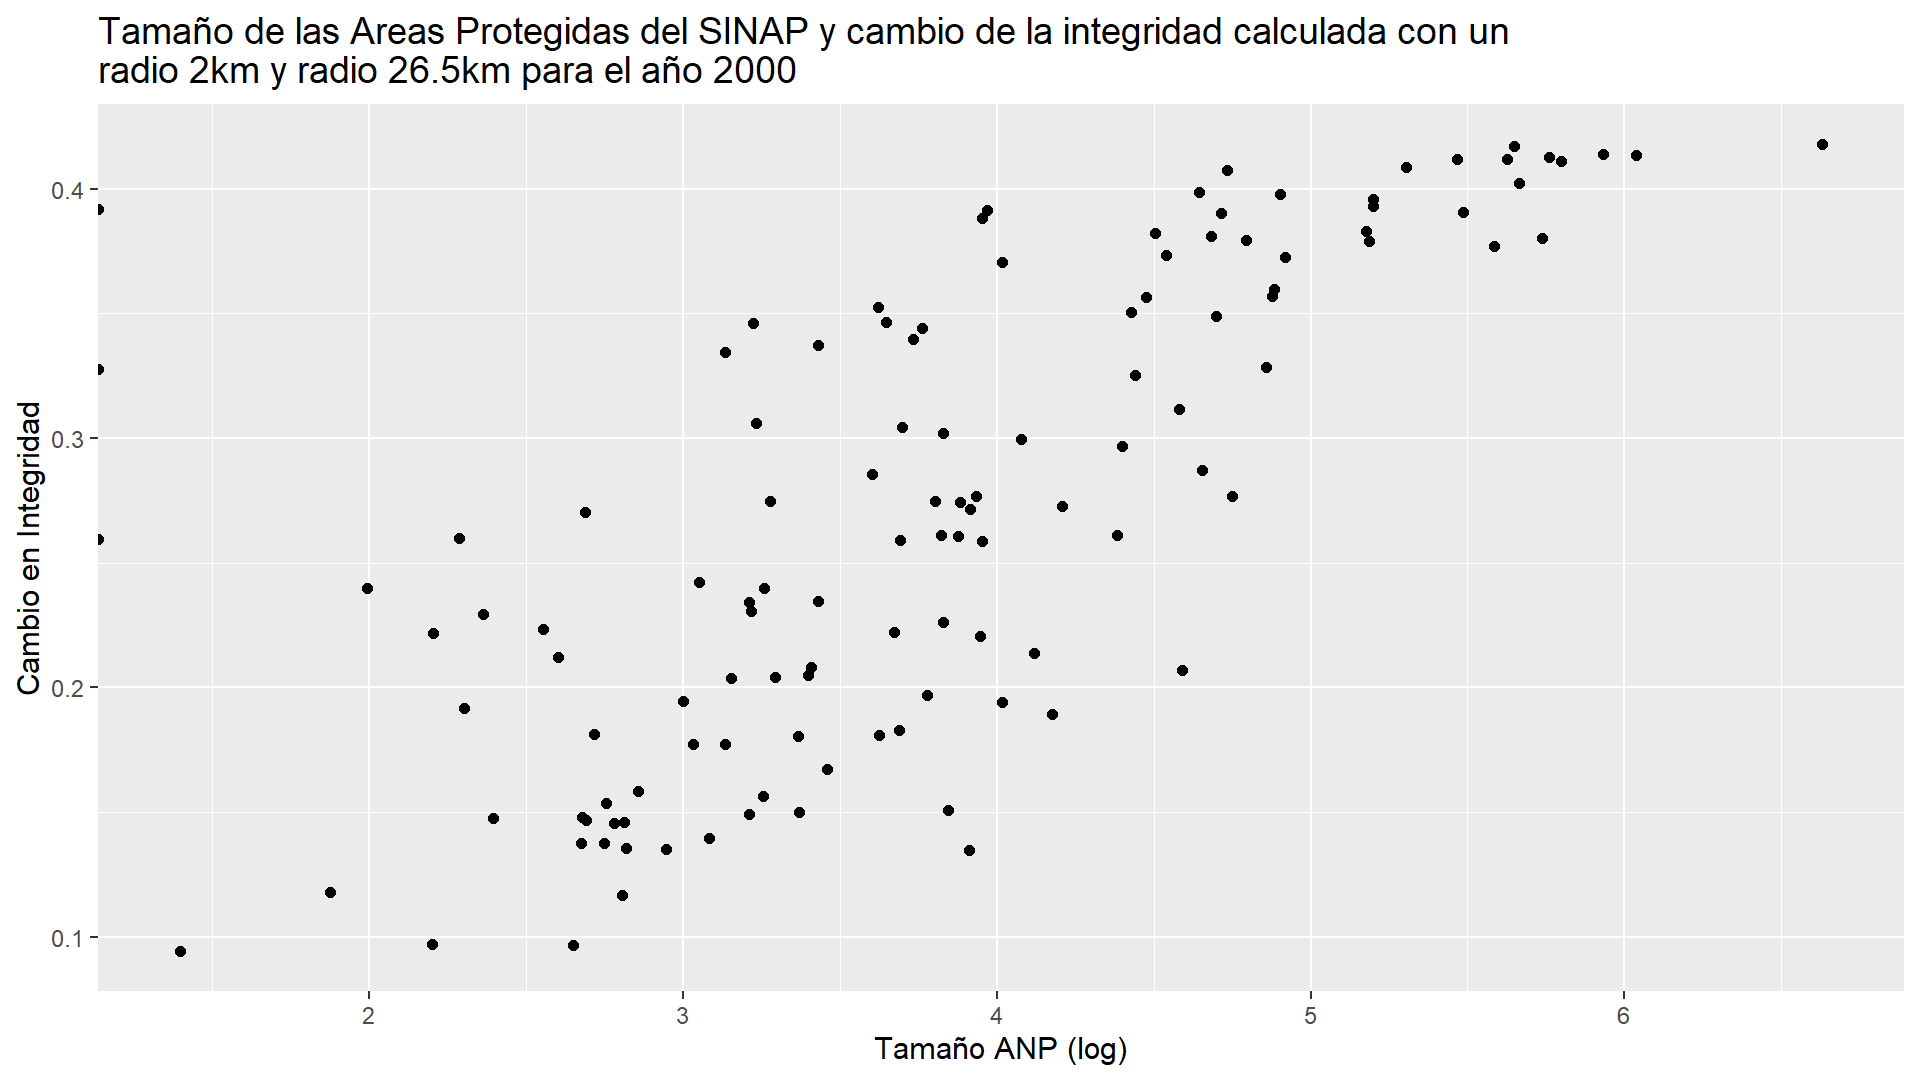 Tamaño de las Areas Protegidas del SINAP y cambio de la integridad calculada con un
radio 2km y radio 26.5km para el año 2000
Cambio en Integridad
0.4
0.3
0.2
0.1
2 3 4 5 6
Tamaño ANP (log)